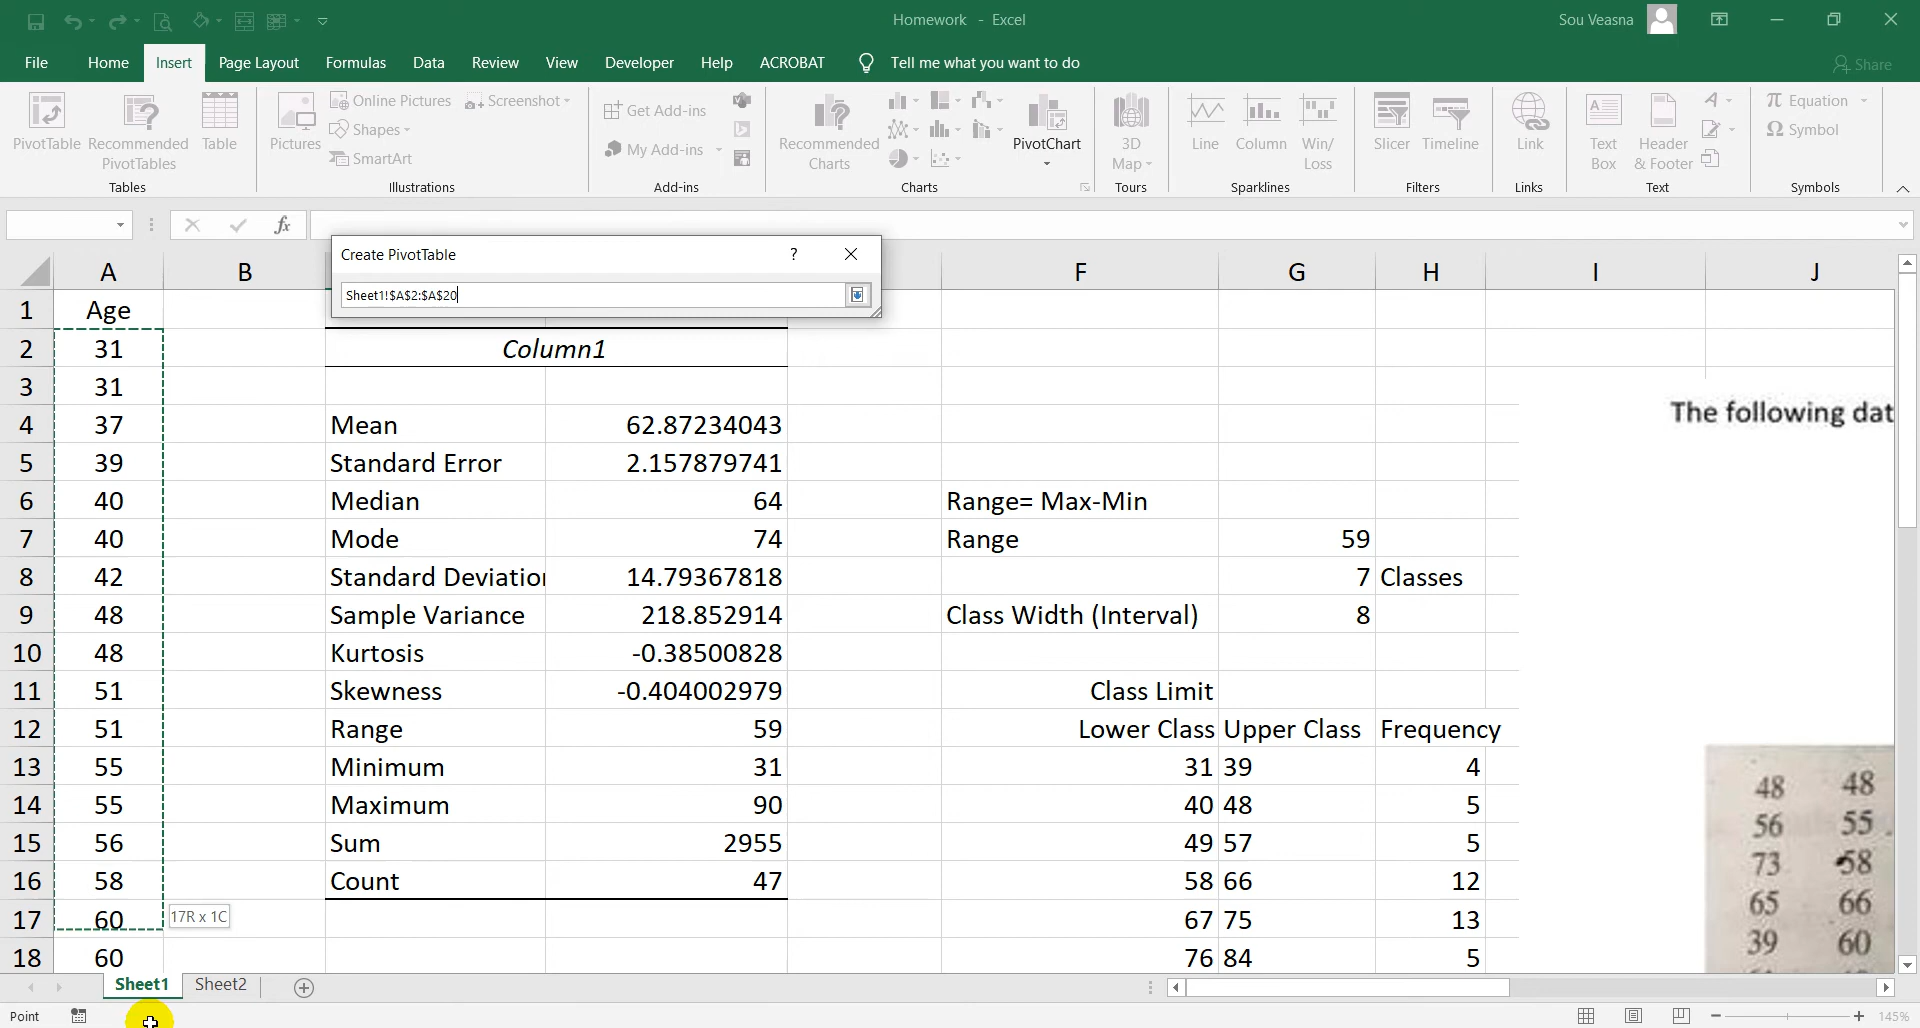 Homework - Excel
Sou Veasna
File Home Insert Page Layout Formulas Data Review View Developer Help ACROBAT Tell me what you want to do
Share
PivotTable
Recommended PivotTables
Table
Tables
Pictures
Online Pictures
Shapes
SmartArt
Screenshot
Illustrations
Get Add-ins
My Add-ins
Add-ins
Recommended Charts
PivotChart
Charts
3D Map
Tours
Line
Column
Win/Loss
Sparklines
Slicer
Timeline
Filters
Link
Links
Text Box
Header & Footer
Text
Equation
Symbol
Symbols
fx
Create PivotTable ?
Sheet1!$A$2:$A$20
A B F G H I J
1 Age
2 31 Column1
3 31
4 37 Mean 62.87234043 The following dat
5 39 Standard Error 2.157879741
6 40 Median 64 Range= Max-Min
7 40 Mode 74 Range 59
8 42 Standard Deviation 14.79367818 7 Classes
9 48 Sample Variance 218.852914 Class Width (Interval) 8
10 48 Kurtosis -0.38500828
11 51 Skewness -0.404002979 Class Limit
12 51 Range 59 Lower Class Upper Class Frequency
13 55 Minimum 31 31 39 4 48 48
14 55 Maximum 90 40 48 5 56 55
15 56 Sum 2955 49 57 5 73 58
16 58 Count 47 58 66 12 65 66
17 60 17R x 1C 67 75 13 39 60
18 60 76 84 5
Sheet1 Sheet2
Point
145%